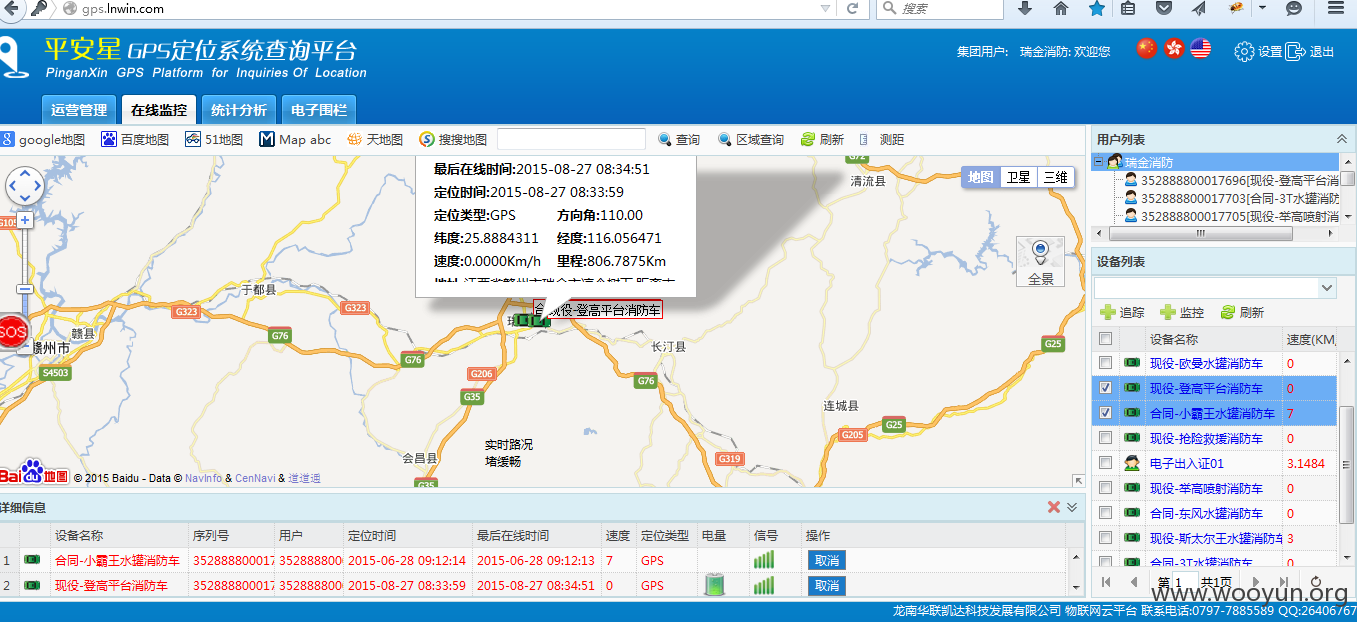 gps.lnwin.com
搜索
平安星 GPS定位系统查询平台
PinganXin GPS Platform for Inquiries Of Location
集团用户: 瑞金消防: 欢迎您
设置 退出
运营管理 在线监控 统计分析 电子围栏
google地图 百度地图 51地图 Map abc 天地图 搜搜地图 查询 区域查询 刷新 测距
最后在线时间:2015-08-27 08:34:51
定位时间:2015-08-27 08:33:59
定位类型:GPS 方向角:110.00
纬度:25.8884311 经度:116.056471
速度:0.0000Km/h 里程:806.7875Km
地图 卫星 三维
全景
G72
清流县
于都县
G323
G323
G76
赣县
SOS
赣州市
S4503
G76
现役-登高平台消防车
长汀县
G25
G206
G76
G35
连城县
G25
G205
实时路况
堵缓畅
会昌县
G319
G35
Bai du 地图 © 2015 Baidu - Data © NavInfo & CenNavi & 道道通
用户列表
瑞金消防
352888800017696[现役-登高平台消
352888800017703[合同-3T水罐消防
352888800017705[现役-举高喷射消
设备列表
追踪 监控 刷新
设备名称 速度(KM
现役-欧曼水罐消防车 0
现役-登高平台消防车 0
合同-小霸王水罐消防车 7
现役-抢险救援消防车 0
电子出入证01 3.1484
现役-举高喷射消防车 0
合同-东风水罐消防车 0
现役-斯太尔王水罐消防车 3
合同-3T水罐消防车 0
第 1 共1页
详细信息
设备名称 序列号 用户 定位时间 最后在线时间 速度 定位类型 电量 信号 操作
1 合同-小霸王水罐消防车 35288880001 3528888000 2015-06-28 09:12:14 2015-06-28 09:12:13 7 GPS 取消
2 现役-登高平台消防车 35288880001 3528888000 2015-08-27 08:33:59 2015-08-27 08:34:51 0 GPS 取消
www.wooyun.org
龙南华联凯达科技发展有限公司 物联网云平台 联系电话:0797-7885589 QQ:26406767